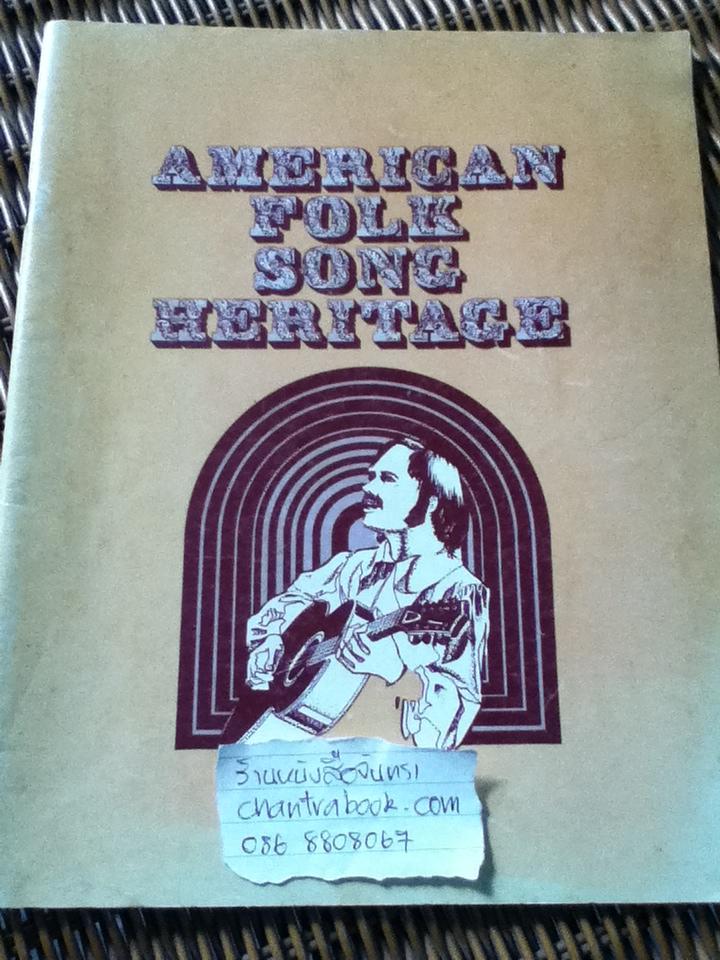 AMERICAN
FOLK
SONG
HERITAGE
ร้านหนังสือจันทรา
chantrabook.com
086 8808067